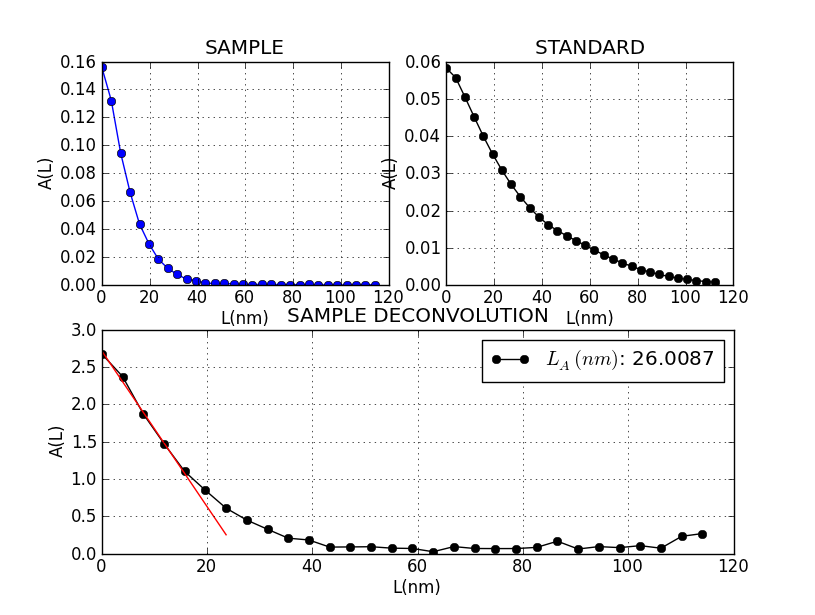 SAMPLE
STANDARD
0.16
0.14
0.12
0.10
0.08
0.06
0.04
0.02
0.00
A(L)
0 20 40 60 80 100 120
L(nm)
0.06
0.05
0.04
0.03
0.02
0.01
0.00
A(L)
0 20 40 60 80 100 120
L(nm)
SAMPLE DECONVOLUTION
3.0
2.5
2.0
1.5
1.0
0.5
0.0
A(L)
L_A (nm): 26.0087
0 20 40 60 80 100 120
L(nm)